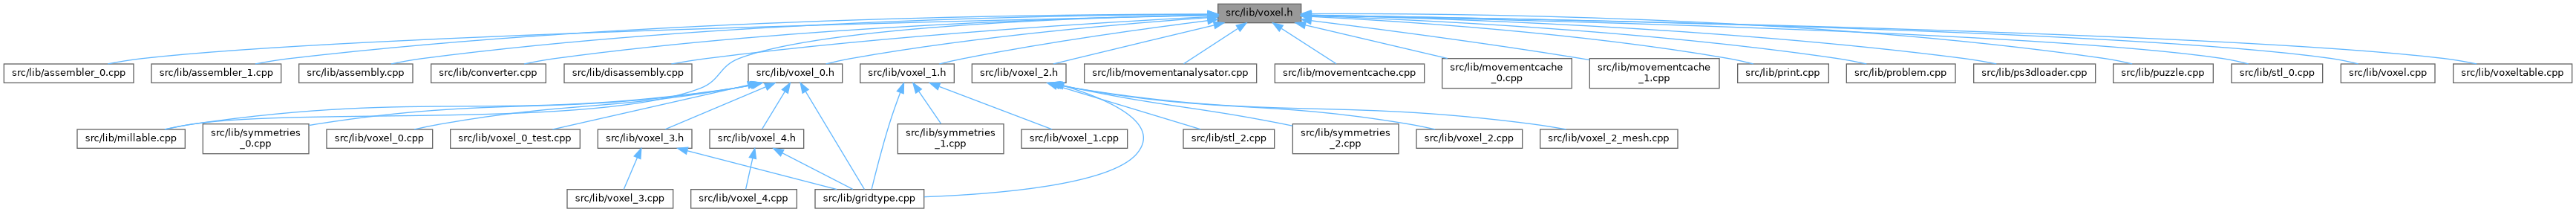 src/lib/voxel.h
src/lib/assembler_0.cpp
src/lib/assembler_1.cpp
src/lib/assembly.cpp
src/lib/converter.cpp
src/lib/disassembly.cpp
src/lib/voxel_0.h
src/lib/voxel_1.h
src/lib/voxel_2.h
src/lib/movementanalysator.cpp
src/lib/movementcache.cpp
src/lib/movementcache
_0.cpp
src/lib/movementcache
_1.cpp
src/lib/print.cpp
src/lib/problem.cpp
src/lib/ps3dloader.cpp
src/lib/puzzle.cpp
src/lib/stl_0.cpp
src/lib/voxel.cpp
src/lib/voxeltable.cpp
src/lib/millable.cpp
src/lib/symmetries
_0.cpp
src/lib/voxel_0.cpp
src/lib/voxel_0_test.cpp
src/lib/voxel_3.h
src/lib/voxel_4.h
src/lib/symmetries
_1.cpp
src/lib/voxel_1.cpp
src/lib/stl_2.cpp
src/lib/symmetries
_2.cpp
src/lib/voxel_2.cpp
src/lib/voxel_2_mesh.cpp
src/lib/voxel_3.cpp
src/lib/voxel_4.cpp
src/lib/gridtype.cpp